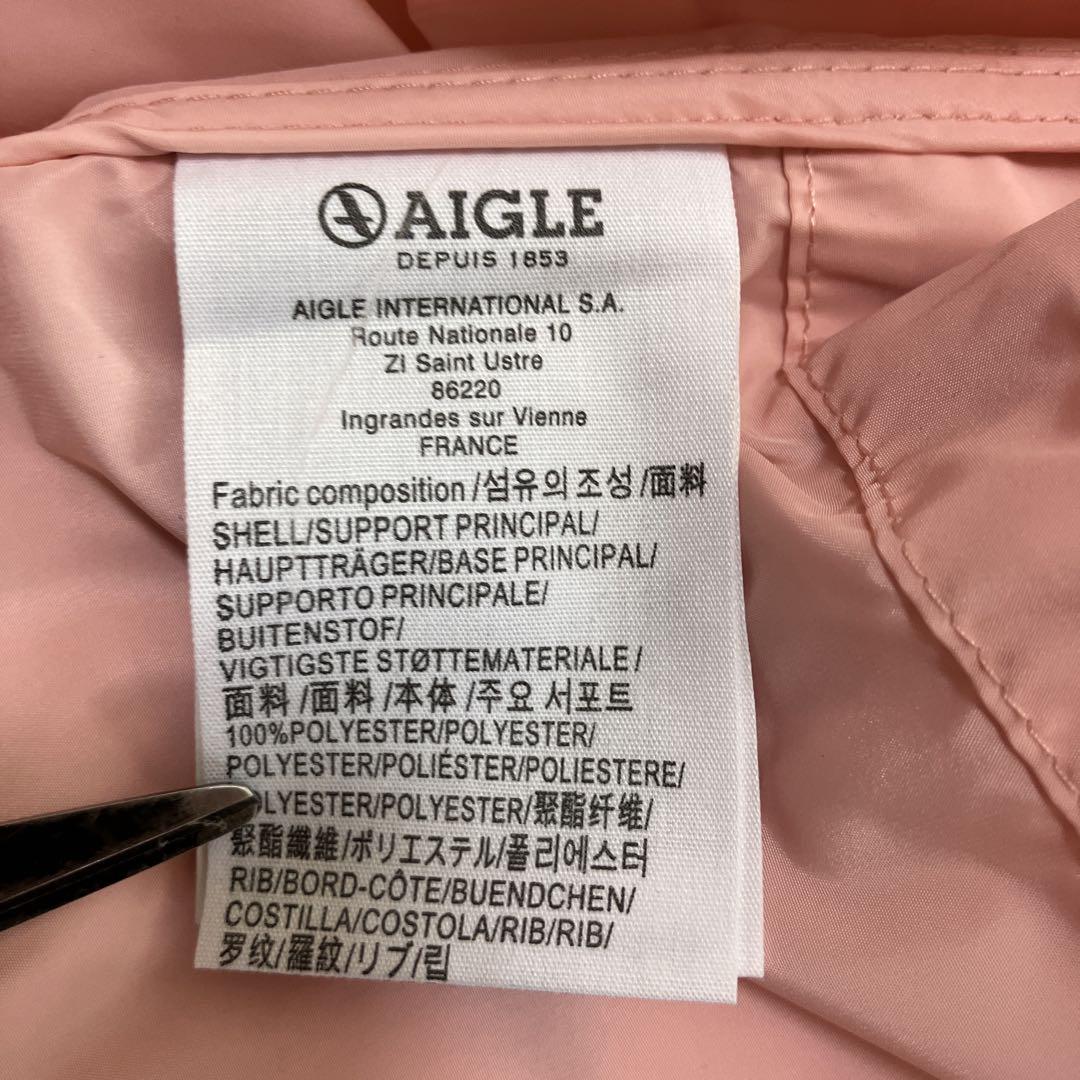 AIGLE
DEPUIS 1853
AIGLE INTERNATIONAL S.A.
Route Nationale 10
ZI Saint Ustre
86220
Ingrandes sur Vienne
FRANCE
Fabric composition /섬유의 조성 /面料
SHELL/SUPPORT PRINCIPAL/
HAUPTTRÄGER/BASE PRINCIPAL/
SUPPORTO PRINCIPALE/
BUITENSTOF/
VIGTIGSTE STØTTEMATERIALE /
面料 /面料 /本体 /주요 서포트
100%POLYESTER/POLYESTER/
POLYESTER/POLIÉSTER/POLIESTERE/
POLYESTER/POLYESTER/聚酯纤维/
聚酯纖維/ポリエステル/폴리에스터
RIB/BORD-CÔTE/BUENDCHEN/
COSTILLA/COSTOLA/RIB/RIB/
罗纹/羅紋/リブ/립